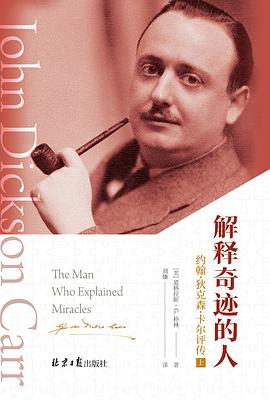 John Dickson Carr
解释奇迹的人
约翰·狄克森·卡尔评传 上
[美]道格拉斯·G.格林 著
刘臻 译
The Man
Who Explained
Miracles
北京日报出版社